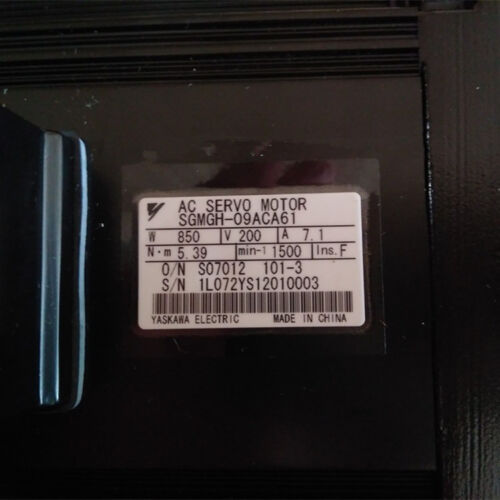 AC SERVO MOTOR
SGMGH-09ACA61
W 850 V 200 A 7.1
N·m 5.39 min-1 1500 Ins. F
O/N S07012 101-3
S/N 1L072YS12010003
YASKAWA ELECTRIC MADE IN CHINA